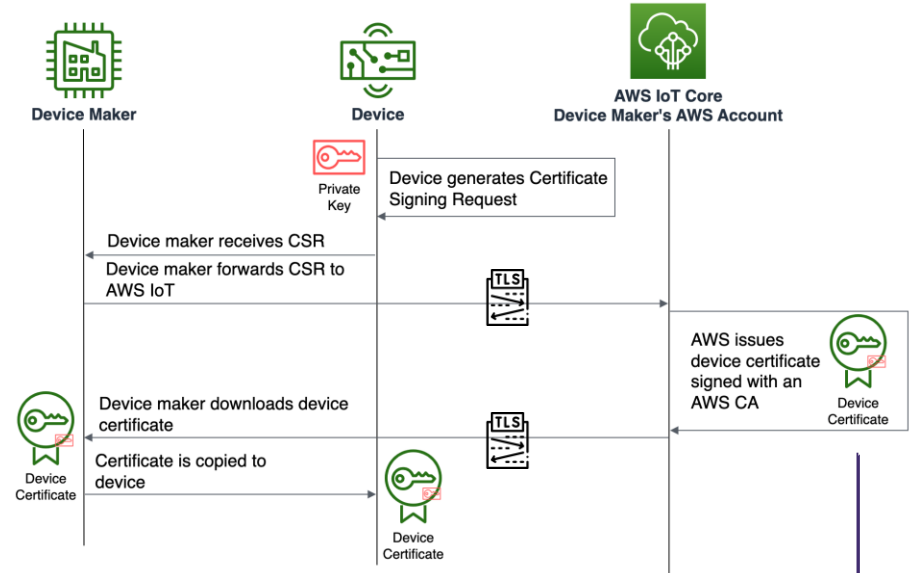 Device Maker
Device
AWS IoT Core
Device Maker's AWS Account
Private
Key
Device generates Certificate
Signing Request
Device maker receives CSR
Device maker forwards CSR to
AWS IoT
TLS
AWS issues
device certificate
signed with an
AWS CA
Device
Certificate
Device maker downloads device
certificate
TLS
Device
Certificate
Certificate is copied to
device
Device
Certificate